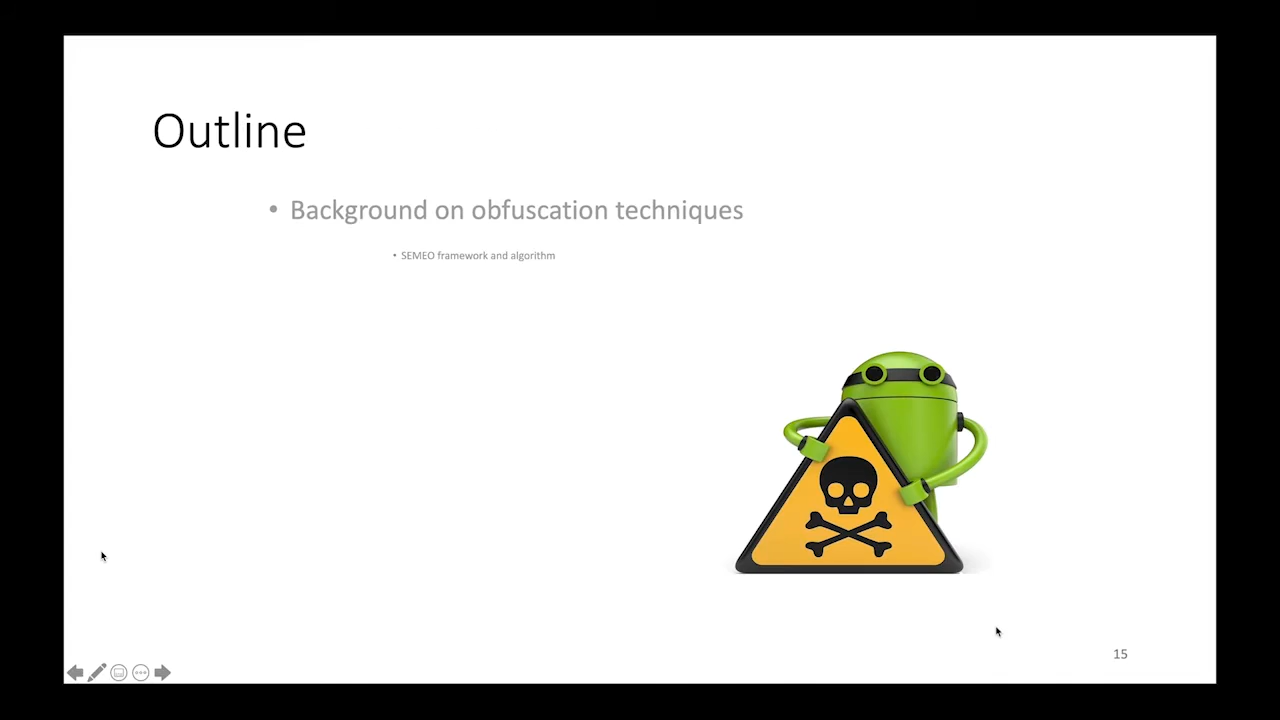 Outline
• Background on obfuscation techniques
• SEMEO framework and algorithm
15